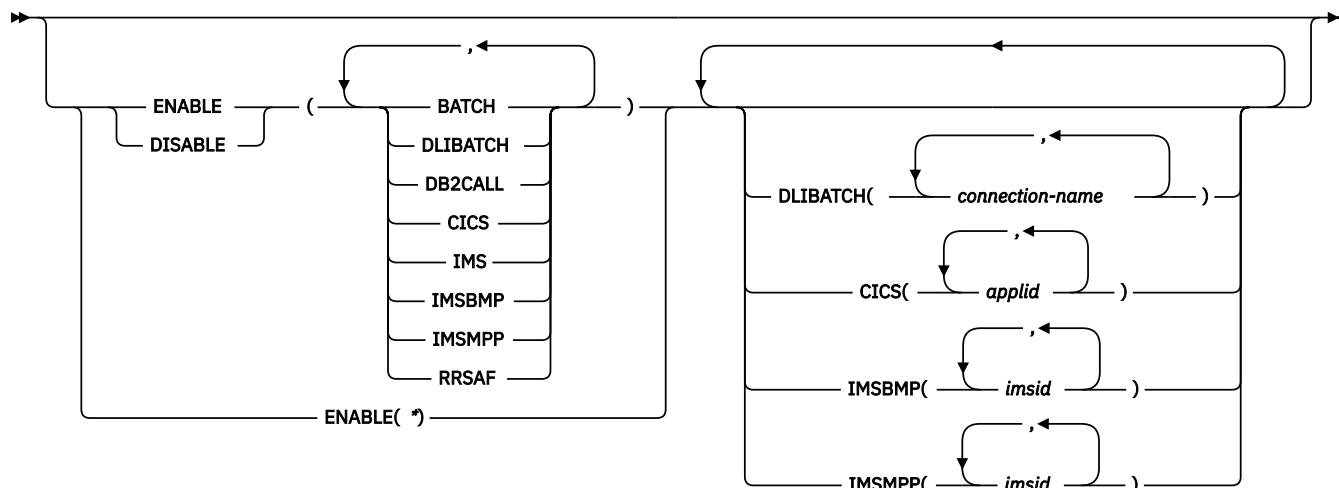 ,
ENABLE ( BATCH )
DISABLE DLIBATCH
,
DB2CALL DLIBATCH( connection-name )
CICS
,
IMS CICS( applid )
IMSBMP
,
IMSMPP
RRSAF IMSBMP( imsid )
ENABLE( *)
,
IMSMPP( imsid )